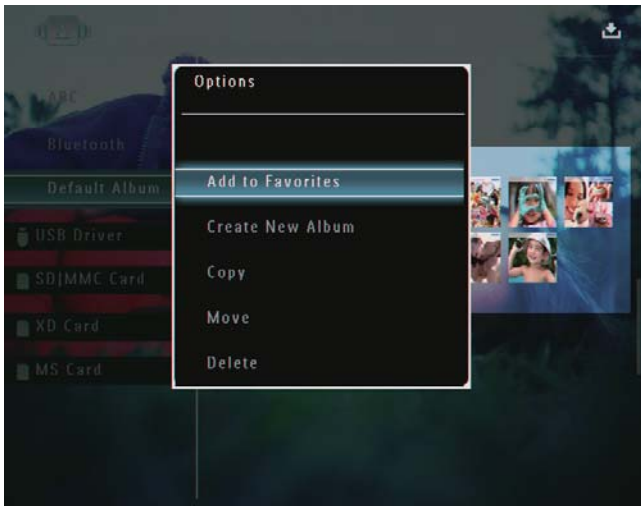 ABC
Bluetooth
Default Album
USB Driver
SD|MMC Card
XD Card
MS Card
Options
Add to Favorites
Create New Album
Copy
Move
Delete